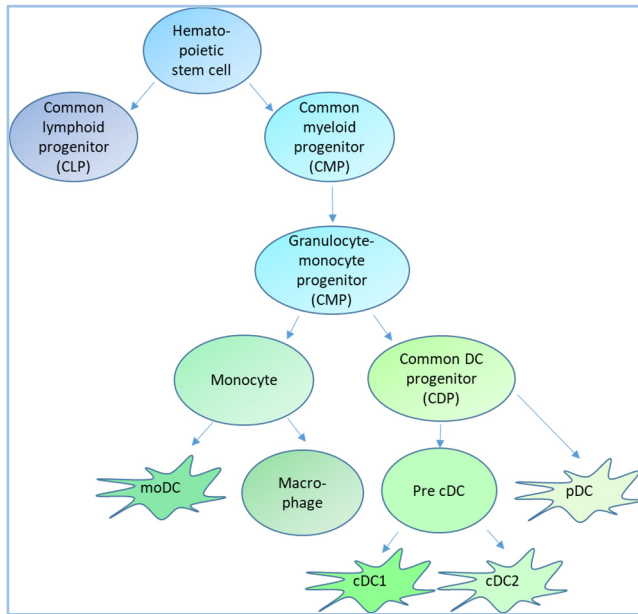 Hemato-
poietic
stem cell
Common
lymphoid
progenitor
(CLP)
Common
myeloid
progenitor
(CMP)
Granulocyte-
monocyte
progenitor
(CMP)
Monocyte
Common DC
progenitor
(CDP)
moDC
Macro-
phage
Pre cDC
pDC
cDC1
cDC2